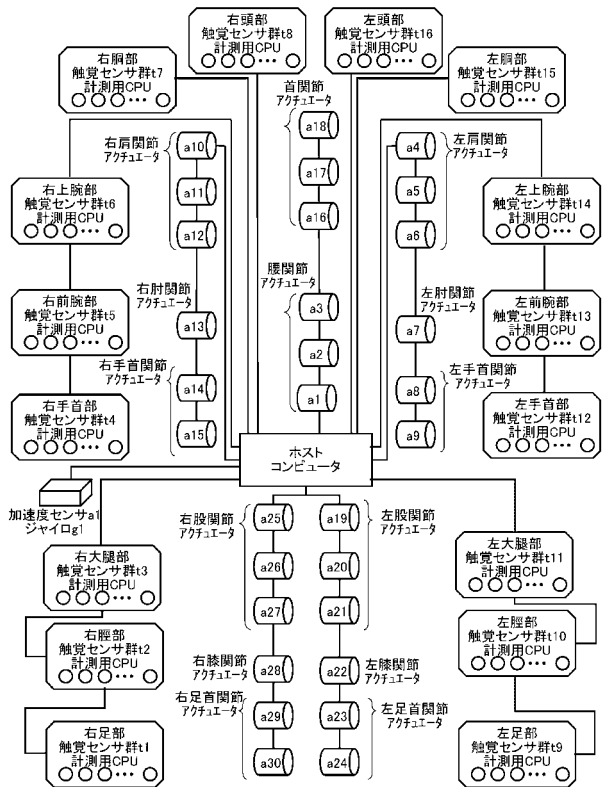 右頭部
触覚センサ群t8
計測用CPU
左頭部
触覚センサ群t16
計測用CPU
右胴部
触覚センサ群t7
計測用CPU
左胴部
触覚センサ群t15
計測用CPU
首関節
アクチュエータ
a18
a17
a16
右肩関節
アクチュエータ
a10
a11
a12
左肩関節
アクチュエータ
a4
a5
a6
右上腕部
触覚センサ群t6
計測用CPU
左上腕部
触覚センサ群t14
計測用CPU
腰関節
アクチュエータ
a3
a2
a1
右肘関節
アクチュエータ
a13
左肘関節
アクチュエータ
a7
右前腕部
触覚センサ群t5
計測用CPU
左前腕部
触覚センサ群t13
計測用CPU
右手首関節
アクチュエータ
a14
a15
左手首関節
アクチュエータ
a8
a9
右手首部
触覚センサ群t4
計測用CPU
左手首部
触覚センサ群t12
計測用CPU
ホスト
コンピュータ
加速度センサa1
ジャイロg1
右股関節
アクチュエータ
a25
a26
a27
左股関節
アクチュエータ
a19
a20
a21
右大腿部
触覚センサ群t3
計測用CPU
左大腿部
触覚センサ群t11
計測用CPU
右脛部
触覚センサ群t2
計測用CPU
左脛部
触覚センサ群t10
計測用CPU
右膝関節
アクチュエータ
a28
左膝関節
アクチュエータ
a22
右足首関節
アクチュエータ
a29
a30
左足首関節
アクチュエータ
a23
a24
右足部
触覚センサ群t1
計測用CPU
左足部
触覚センサ群t9
計測用CPU